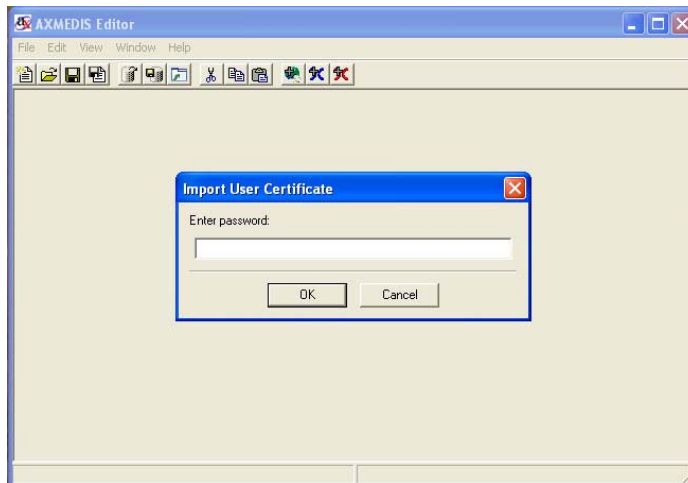 AXMEDIS Editor
File Edit View Window Help
Import User Certificate
Enter password:
OK Cancel